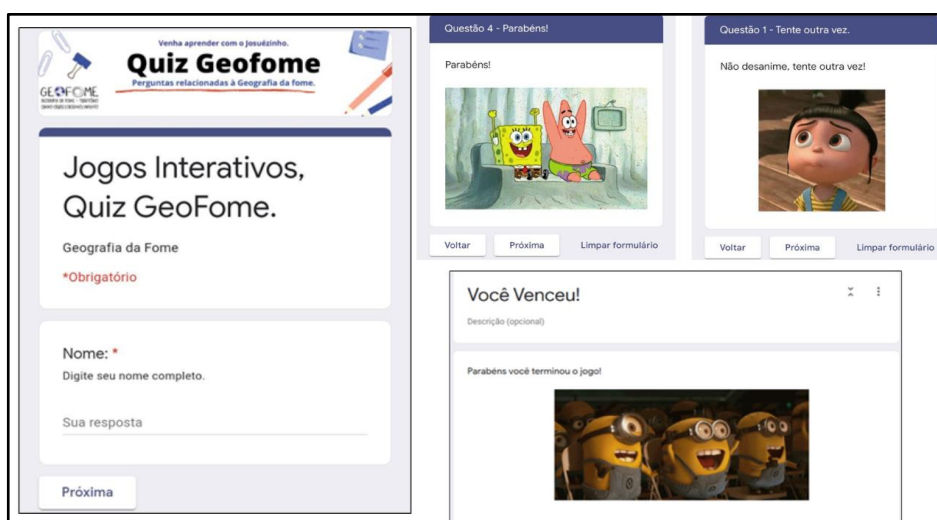 Venha aprender com o Josuézinho.
Quiz Geofome
Perguntas relacionadas à Geografia da fome.
GEOFOME
Jogos Interativos,
Quiz GeoFome.
Geografia da Fome
*Obrigatório
Nome: *
Digite seu nome completo.
Sua resposta
Próxima
Questão 4 - Parabéns!
Parabéns!
Voltar Próxima Limpar formulário
Questão 1 - Tente outra vez.
Não desanime, tente outra vez!
Voltar Próxima Limpar formulário
Você Venceu!
Descrição (opcional)
Parabéns você terminou o jogo!